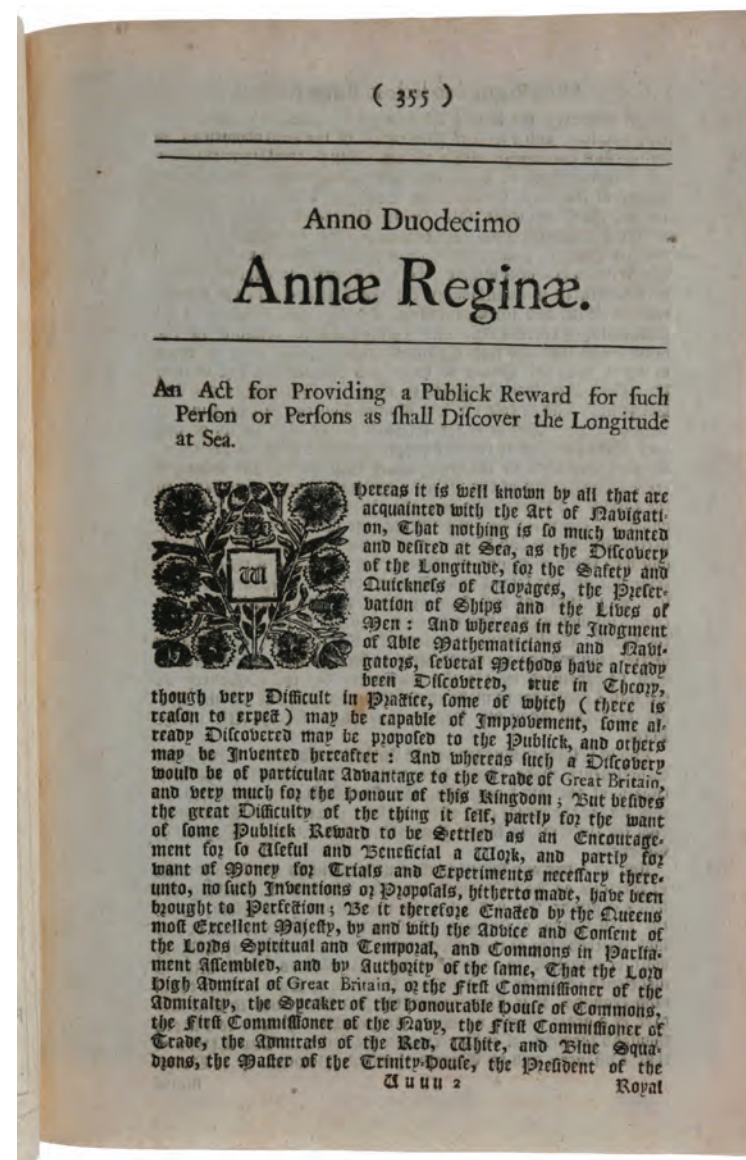 ( 355 )
Anno Duodecimo
Annæ Reginæ.
An Act for Providing a Publick Reward for ſuch
Perſon or Perſons as ſhall Diſcover the Longitude
at Sea.
Whereas it is well known by all that are
acquainted with the Art of Navigati-
on, That nothing is ſo much wanted
and deſired at Sea, as the Diſcovery
of the Longitude, for the Safety and
Quickneſs of Voyages, the Preſer-
vation of Ships and the Lives of
Men : And whereas in the Judgment
of Able Mathematicians and Navi-
gators, ſeveral Methods have already
been Diſcovered, true in Theory,
though very Difficult in Practice, ſome of which ( there is
reaſon to expect ) may be capable of Improvement, ſome al-
ready Diſcovered may be propoſed to the Publick, and others
may be Invented hereafter : And whereas ſuch a Diſcovery
would be of particular Advantage to the Trade of Great Britain,
and very much for the Honour of this Kingdom ; But beſides
the great Difficulty of the thing it ſelf, partly for the want
of ſome Publick Reward to be Settled as an Encourage-
ment for ſo Uſeful and Beneficial a Work, and partly for
want of Money for Trials and Experiments neceſſary there-
unto, no ſuch Inventions or Propoſals, hitherto made, have been
brought to Perfection ; Be it therefore Enacted by the Queens
moſt Excellent Majeſty, by and with the Advice and Conſent of
the Lords Spiritual and Temporal, and Commons in Parlia-
ment Aſſembled, and by Authority of the ſame, That the Lord
High Admiral of Great Britain, or the Firſt Commiſſioner of the
Admiralty, the Speaker of the Honourable Houſe of Commons,
the Firſt Commiſſioner of the Navy, the Firſt Commiſſioner of
Trade, the Admirals of the Red, White, and Blue Squa-
drons, the Maſter of the Trinity-Houſe, the Preſident of the
Uuuu 2 Royal